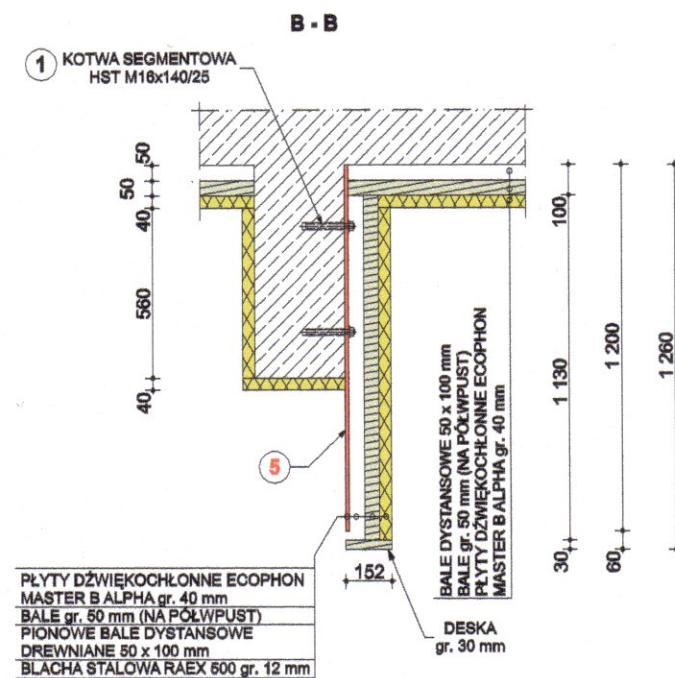 B - B
1 KOTWA SEGMENTOWA
HST M16x140/25
50
50
40
560
40
100
1 130
30
1 200
60
1 260
BALE DYSTANSOWE 50 x 100 mm
BALE gr. 50 mm (NA PÓŁWPUST)
PŁYTY DŹWIĘKOCHŁONNE ECOPHON
MASTER B ALPHA gr. 40 mm
5
152
DESKA
gr. 30 mm
PŁYTY DŹWIĘKOCHŁONNE ECOPHON
MASTER B ALPHA gr. 40 mm
BALE gr. 50 mm (NA PÓŁWPUST)
PIONOWE BALE DYSTANSOWE
DREWNIANE 50 x 100 mm
BLACHA STALOWA RAEX 500 gr. 12 mm